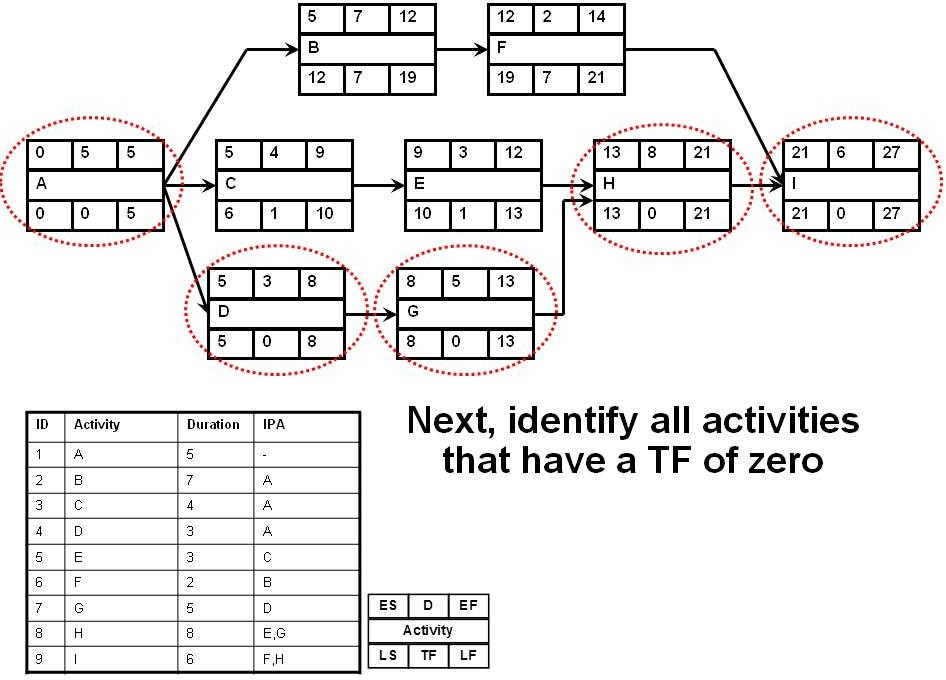 5 7 12
B
12 7 19
12 2 14
F
19 7 21
0 5 5
A
0 0 5
5 4 9
C
6 1 10
9 3 12
E
10 1 13
13 8 21
H
13 0 21
21 6 27
I
21 0 27
5 3 8
D
5 0 8
8 5 13
G
8 0 13
Next, identify all activities
that have a TF of zero
ID Activity Duration IPA
1 A 5 -
2 B 7 A
3 C 4 A
4 D 3 A
5 E 3 C
6 F 2 B
7 G 5 D
8 H 8 E,G
9 I 6 F,H
ES D EF
Activity
LS TF LF